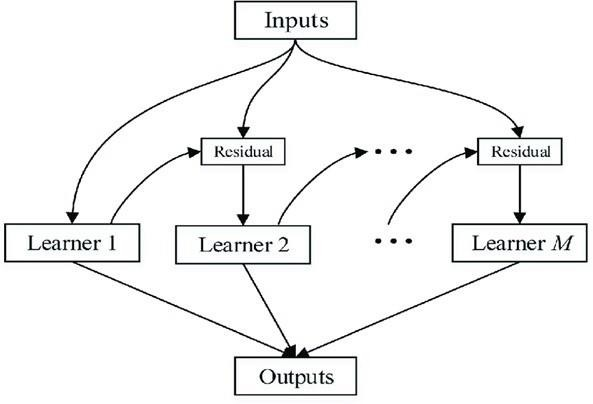 Inputs
Residual
• • •
Residual
Learner 1
Learner 2
• • •
Learner M
Outputs